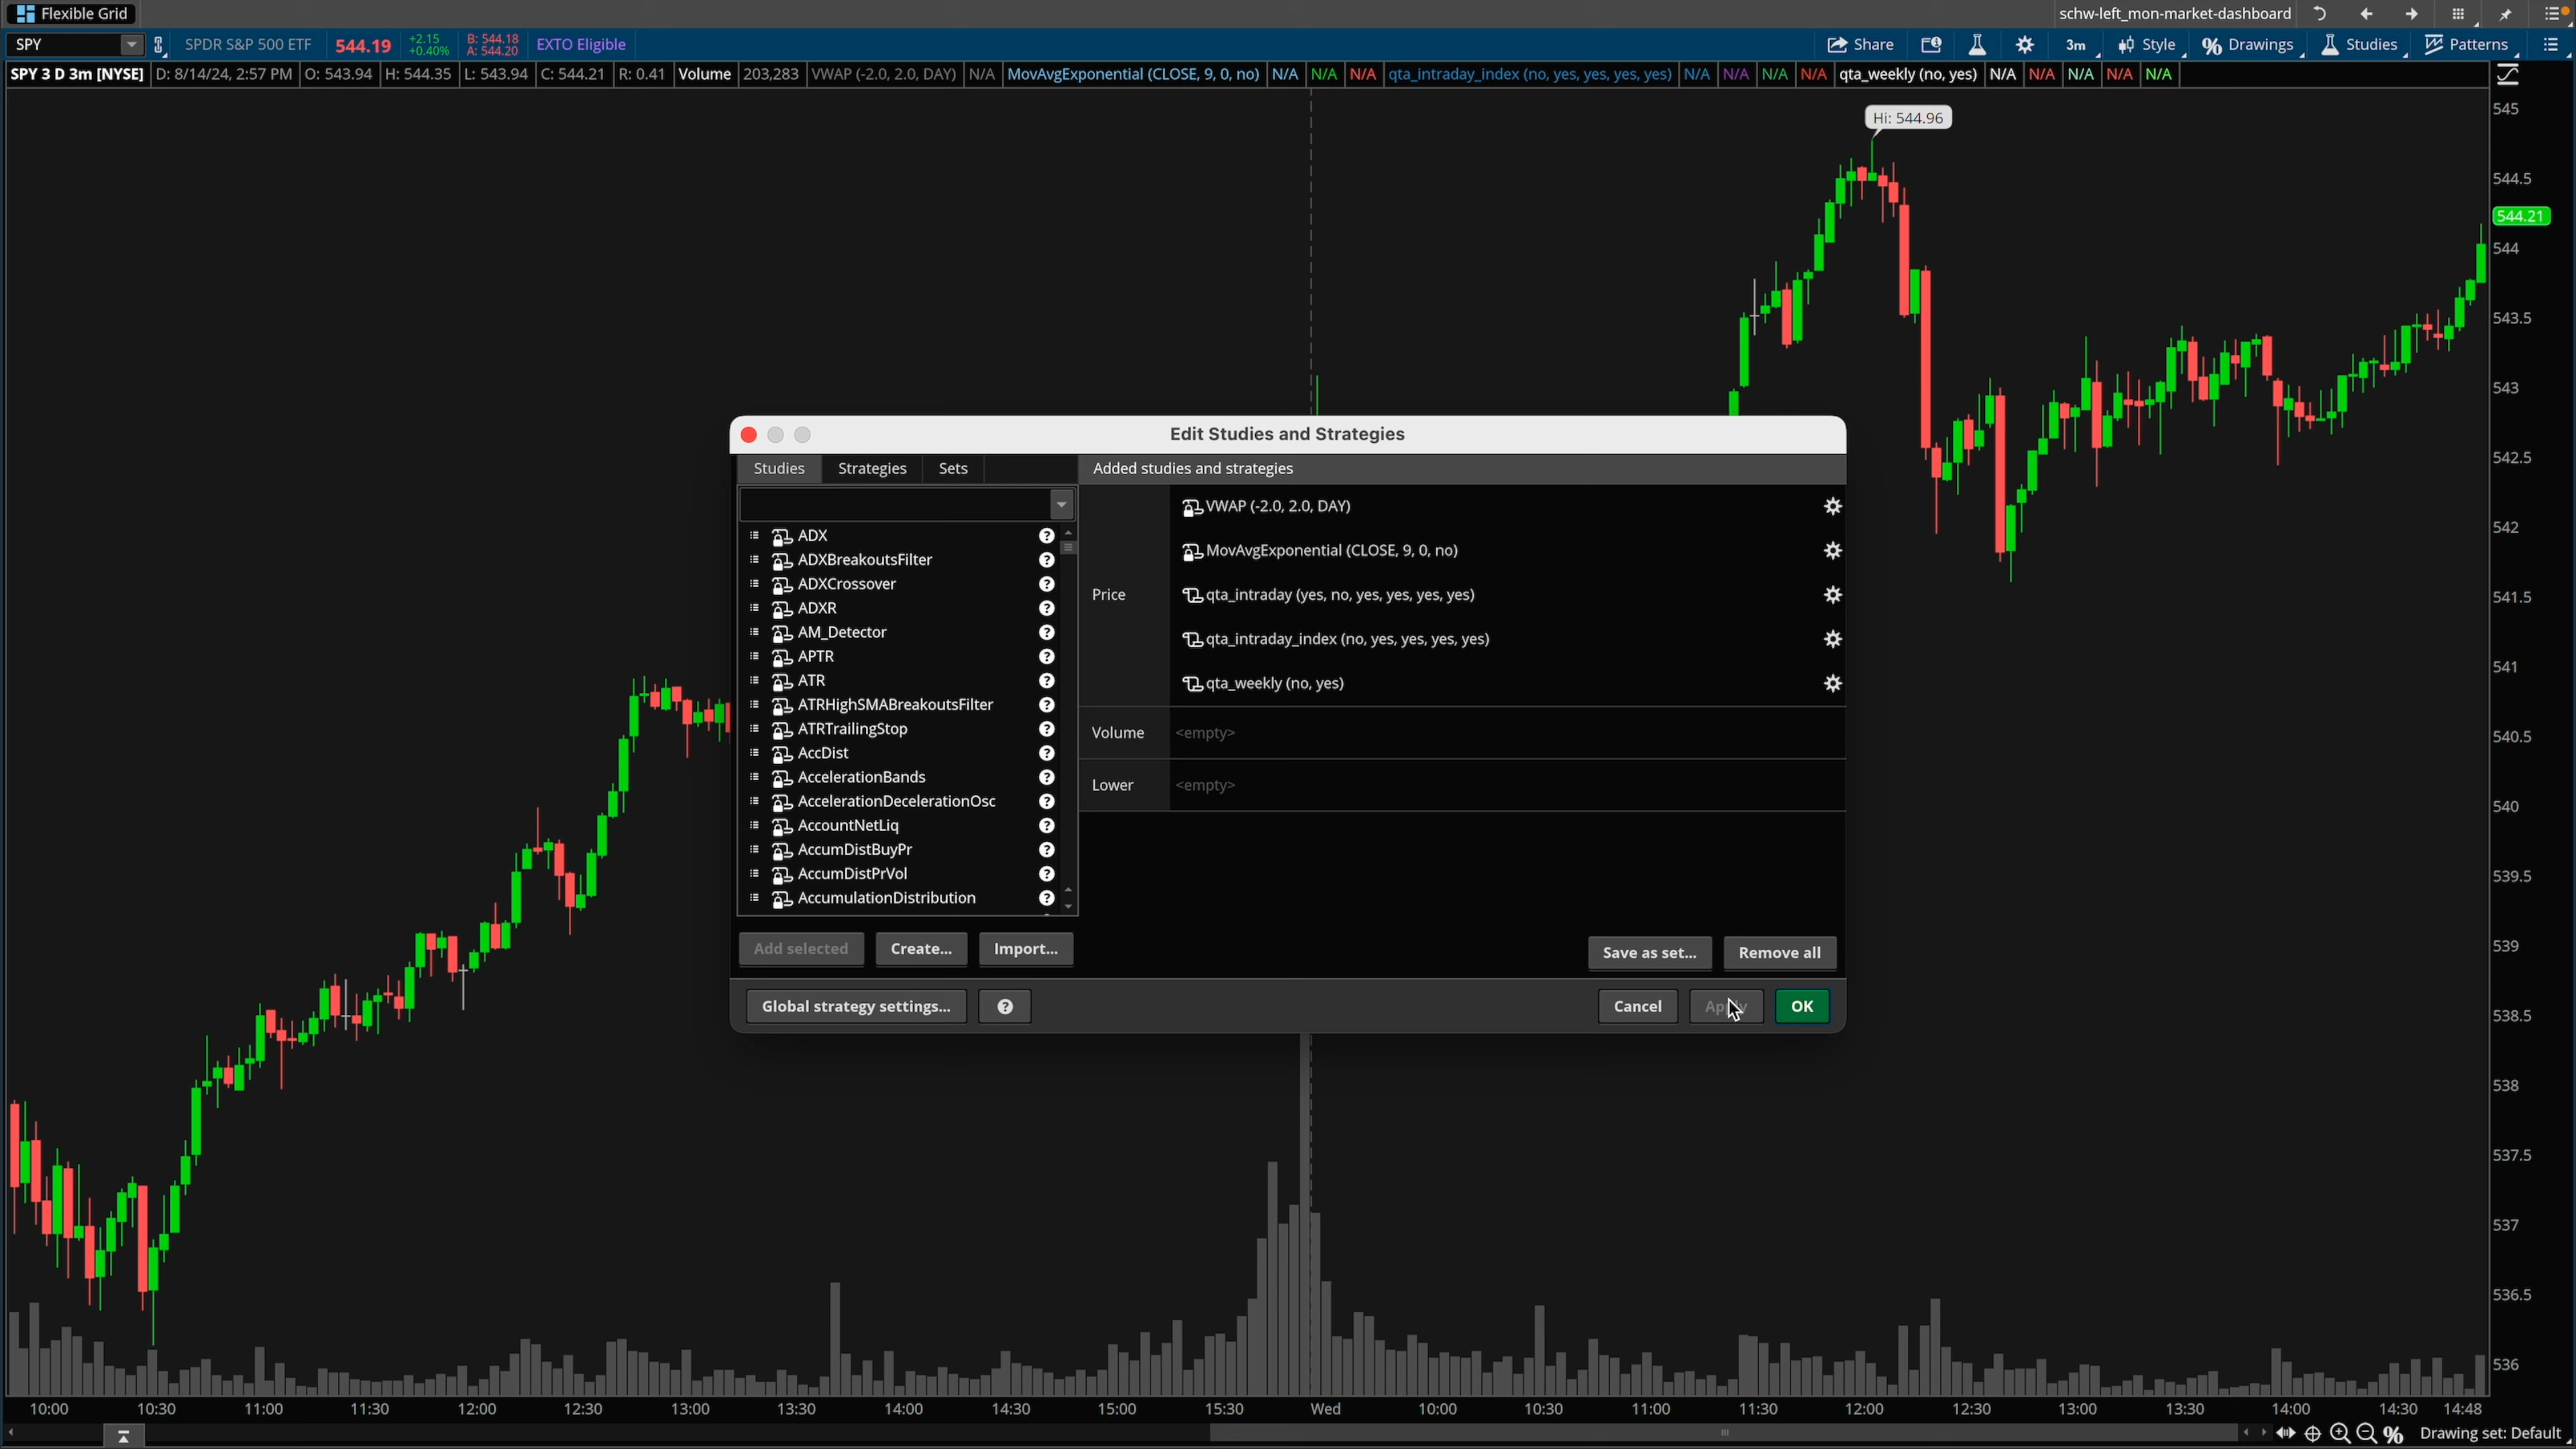 Flexible Grid
schw-left_mon-market-dashboard
SPY SPDR S&P 500 ETF 544.19 +2.15 +0.40% B: 544.18 A: 544.20 EXTO Eligible
Share 3m Style Drawings Studies Patterns
SPY 3 D 3m [NYSE] D: 8/14/24, 2:57 PM O: 543.94 H: 544.35 L: 543.94 C: 544.21 R: 0.41 Volume 203,283 VWAP (-2.0, 2.0, DAY) N/A MovAvgExponential (CLOSE, 9, 0, no) N/A N/A N/A qta_intraday_index (no, yes, yes, yes, yes) N/A N/A N/A N/A qta_weekly (no, yes) N/A N/A N/A N/A N/A
Hi: 544.96
545
544.5
544.21
544
543.5
543
542.5
542
541.5
541
540.5
540
539.5
539
538.5
538
537.5
537
536.5
536
Edit Studies and Strategies
Studies Strategies Sets
Added studies and strategies
ADX
ADXBreakoutsFilter
ADXCrossover
ADXR
AM_Detector
APTR
ATR
ATRHighSMABreakoutsFilter
ATRTrailingStop
AccDist
AccelerationBands
AccelerationDecelerationOsc
AccountNetLiq
AccumDistBuyPr
AccumDistPrVol
AccumulationDistribution
Price
VWAP (-2.0, 2.0, DAY)
MovAvgExponential (CLOSE, 9, 0, no)
qta_intraday (yes, no, yes, yes, yes, yes)
qta_intraday_index (no, yes, yes, yes, yes)
qta_weekly (no, yes)
Volume <empty>
Lower <empty>
Add selected Create... Import...
Save as set... Remove all
Global strategy settings... ?
Cancel Apply OK
10:00 10:30 11:00 11:30 12:00 12:30 13:00 13:30 14:00 14:30 15:00 15:30 Wed 10:00 10:30 11:00 11:30 12:00 12:30 13:00 13:30 14:00 14:30 14:48
Drawing set: Default